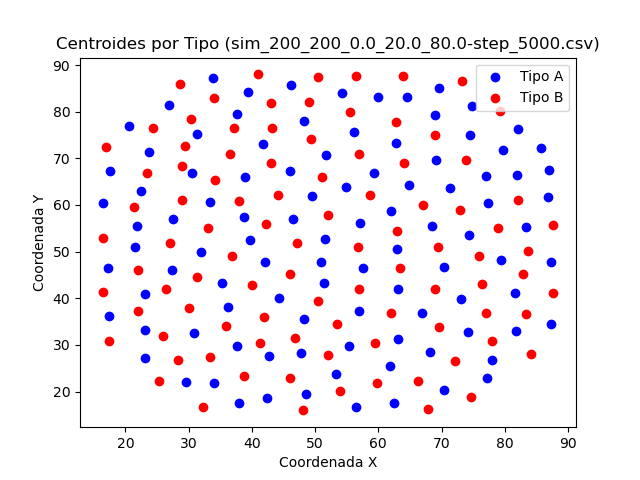 Centroides por Tipo (sim_200_200_0.0_20.0_80.0-step_5000.csv)
Tipo A
Tipo B
Coordenada Y
90
80
70
60
50
40
30
20
20 30 40 50 60 70 80 90
Coordenada X